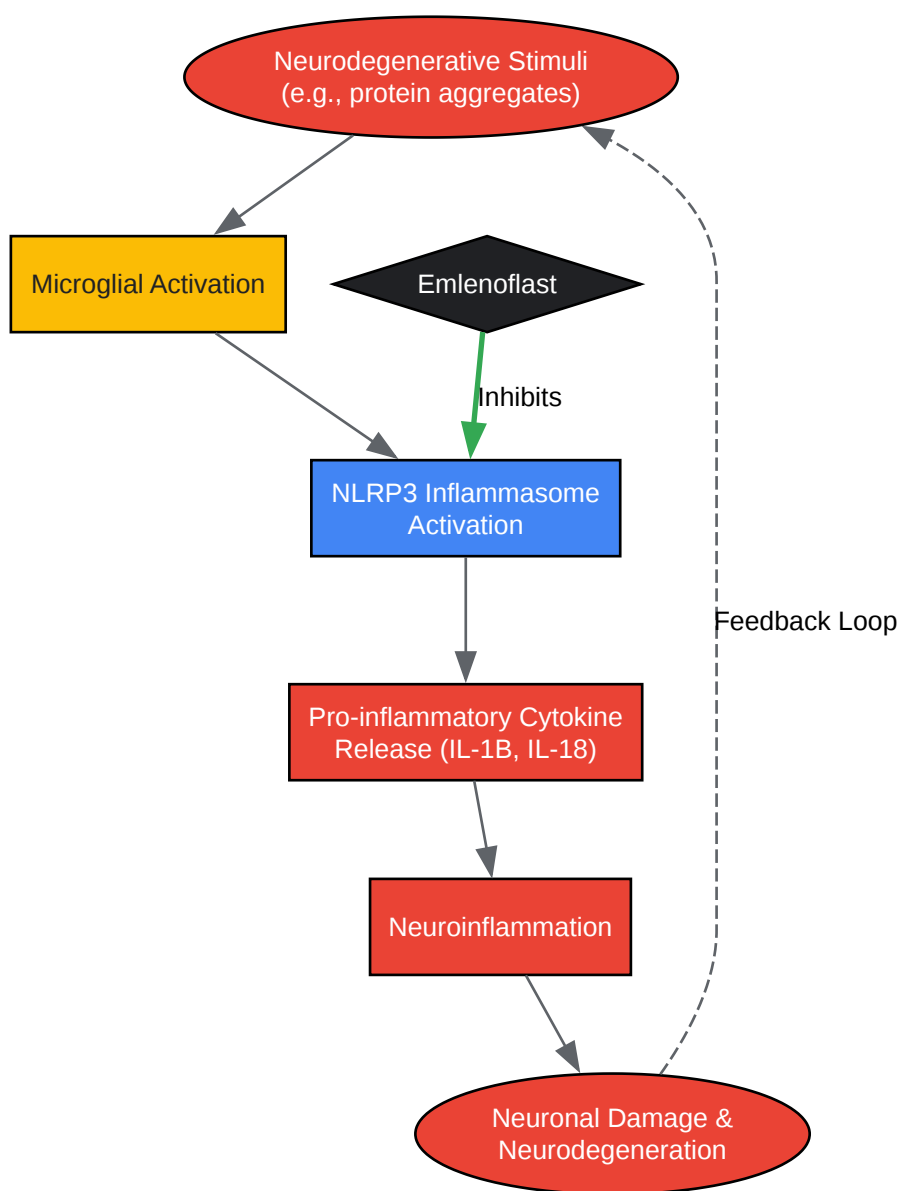 Neurodegenerative Stimuli
(e.g., protein aggregates)
Microglial Activation
Emlenoflast
Inhibits
NLRP3 Inflammasome
Activation
Feedback Loop
Pro-inflammatory Cytokine
Release (IL-1B, IL-18)
Neuroinflammation
Neuronal Damage &
Neurodegeneration